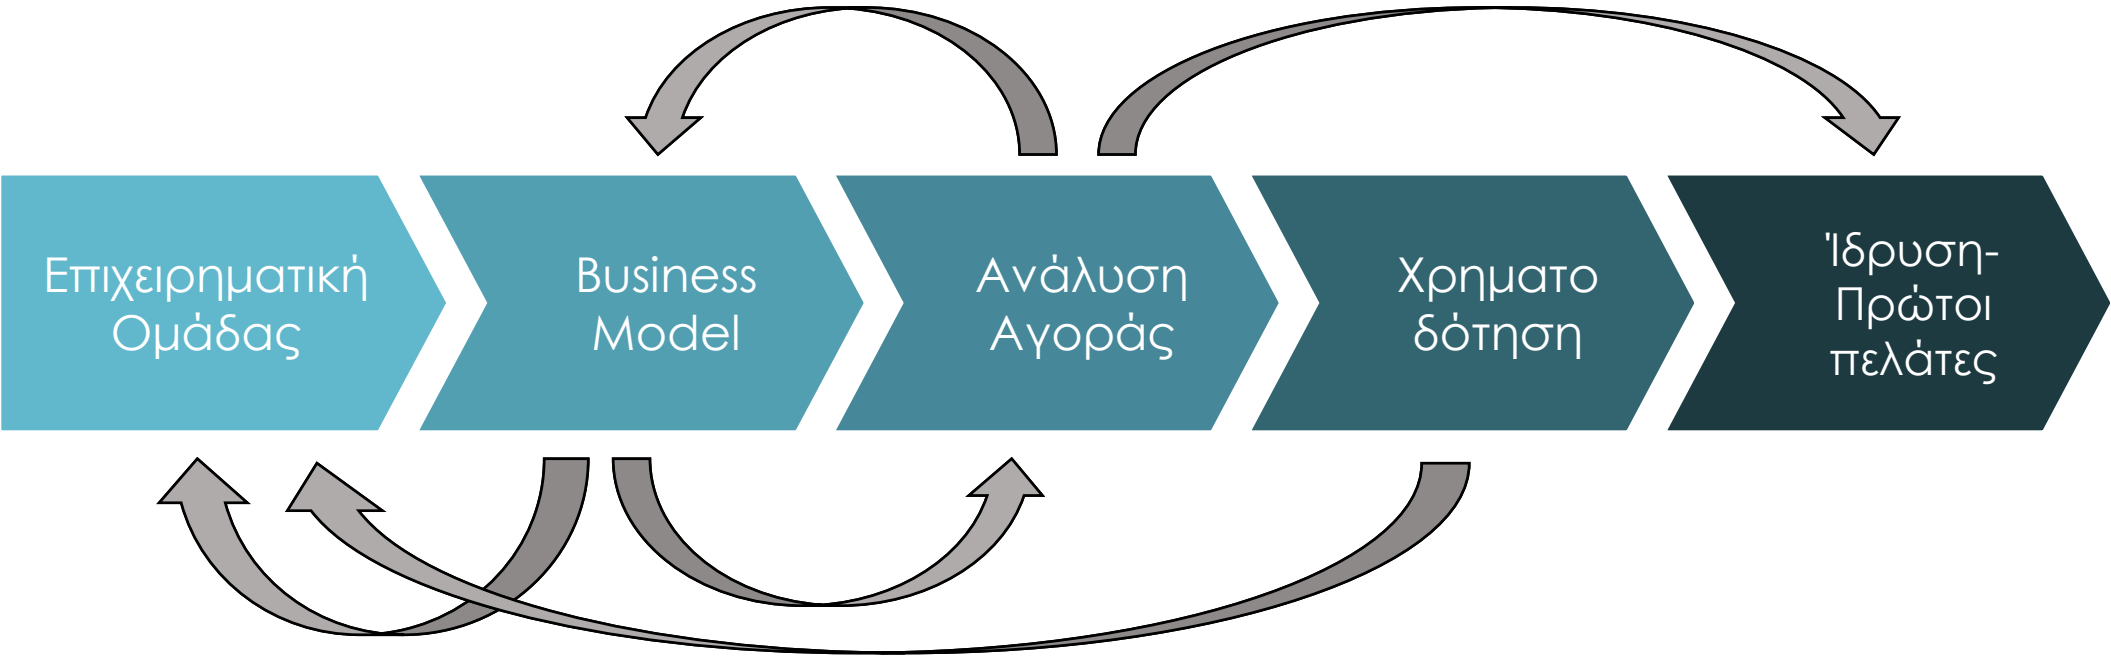 Επιχειρηματική
Ομάδας
Business
Model
Ανάλυση
Αγοράς
Χρηματο
δότηση
Ίδρυση-
Πρώτοι
πελάτες